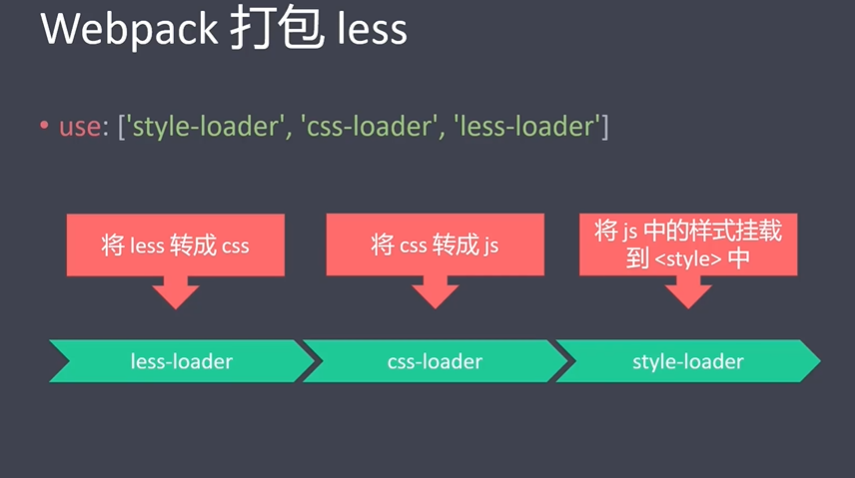 Webpack 打包 less
• use: ['style-loader', 'css-loader', 'less-loader']
将 less 转成 css
将 css 转成 js
将 js 中的样式挂载
到 <style> 中
less-loader
css-loader
style-loader